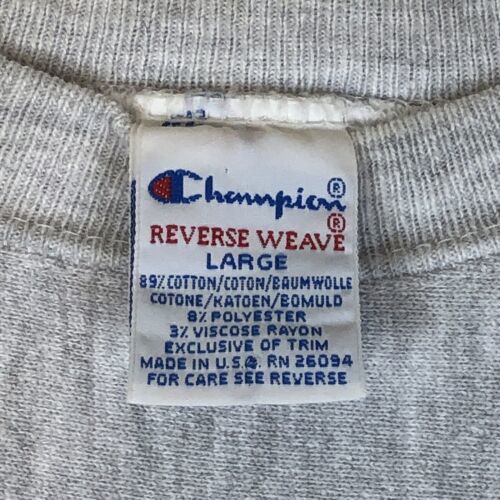 Champion®
REVERSE WEAVE®
LARGE
89% COTTON/COTON/BAUMWOLLE
COTONE/KATOEN/BOMULD
8% POLYESTER
3% VISCOSE RAYON
EXCLUSIVE OF TRIM
MADE IN U.S.A. RN 26094
FOR CARE SEE REVERSE